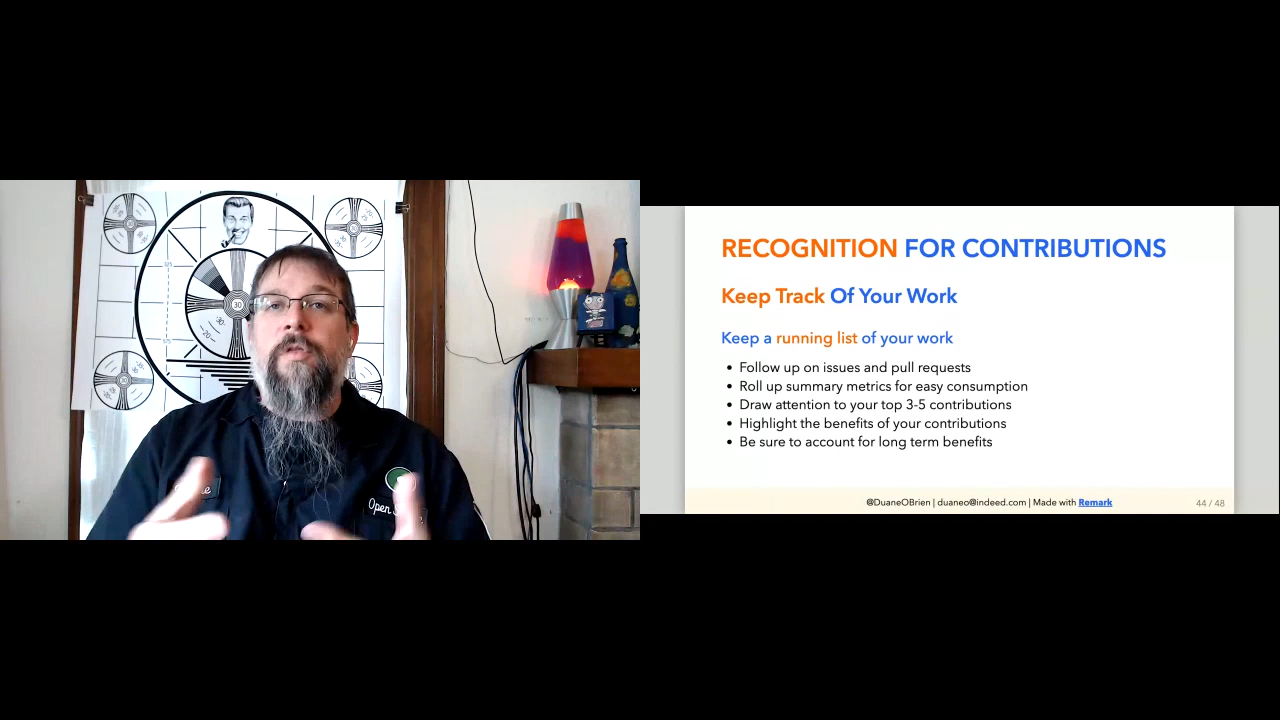 30
Open
RECOGNITION FOR CONTRIBUTIONS
Keep Track Of Your Work
Keep a running list of your work
• Follow up on issues and pull requests
• Roll up summary metrics for easy consumption
• Draw attention to your top 3-5 contributions
• Highlight the benefits of your contributions
• Be sure to account for long term benefits
@DuaneOBrien | duaneo@indeed.com | Made with Remark
44 / 48